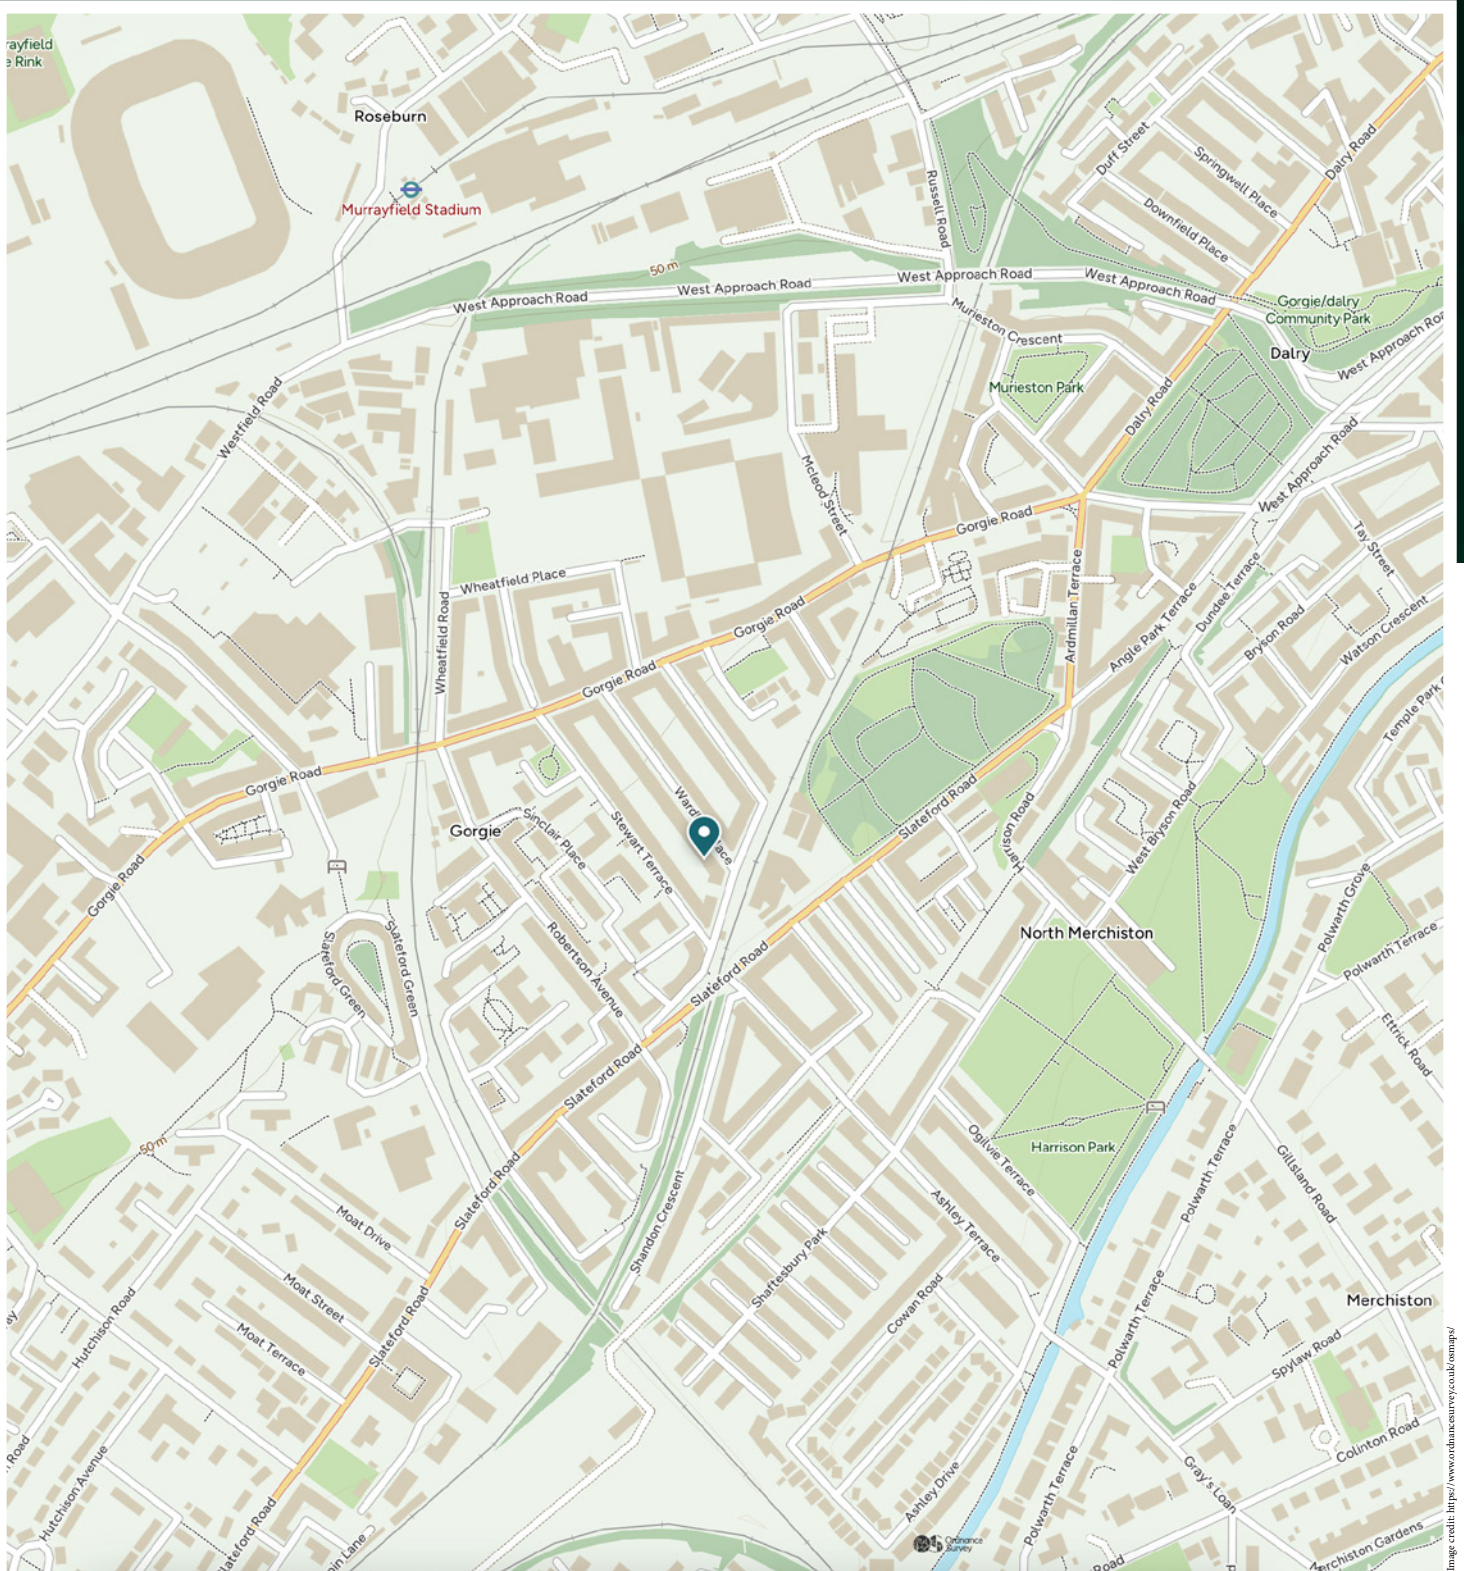 rayfield
e Rink
Roseburn
Murrayfield Stadium
50 m
West Approach Road
West Approach Road
West Approach Road
West Approach Road
Russell Road
Duff Street
Springwell Place
Downfield Place
Dalry Road
Gorgie/dalry
Community Park
Dalry
West Approach Roa
Murieston Crescent
Murieston Park
Dalry Road
West Approach Road
Westfield Road
Mcleod Street
Gorgie Road
Tay Street
Wheatfield Place
Wheatfield Road
Gorgie Road
Ardmillan Terrace
Angle Park Terrace
Dundee Terrace
Bryson Road
Watson Crescent
Gorgie Road
Temple Park C
Gorgie Road
Gorgie
Sinclair Place
Stewart Terrace
Ward
ace
Slateford Road
Harrison Road
West Bryson Road
Gorgie Road
Polwarth Grove
North Merchiston
Polwarth Terrace
Slateford Green
Slateford Green
Robertson Avenue
Slateford Road
Ettrick Road
Slateford Road
50 m
Harrison Park
Ogilvie Terrace
Gillsland Road
Polwarth Terrace
Slateford Road
Moat Drive
Shandon Crescent
Ashley Terrace
Shaftesbury Park
Moat Street
Cowan Road
Merchiston
Hutchison Road
Moat Terrace
Slateford Road
Polwarth Terrace
Spylaw Road
ay
Colinton Road
Road
Hutchison Avenue
Ashley Drive
Polwarth Terrace
Gray's Loan
lateford Road
pin Lane
Ordnance
Survey
Road
Merchiston Gardens
Image credit: https://www.ordnancesurvey.co.uk/osmaps/